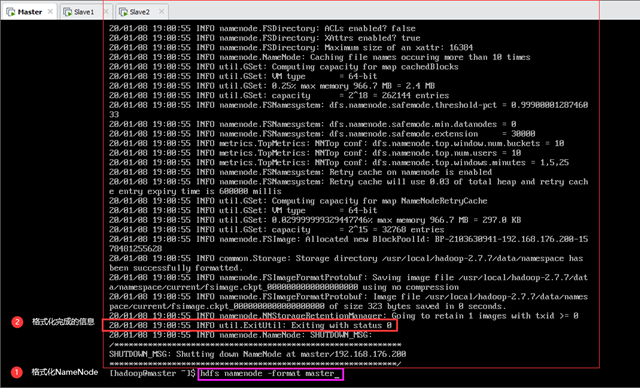 Master
Slave1
Slave2
20/01/08 19:00:55 INFO namenode.FSDirectory: ACLs enabled? false
20/01/08 19:00:55 INFO namenode.FSDirectory: XAttrs enabled? true
20/01/08 19:00:55 INFO namenode.FSDirectory: Maximum size of an xattr: 16384
20/01/08 19:00:55 INFO namenode.NameNode: Caching file names occuring more than 10 times
20/01/08 19:00:55 INFO util.GSet: Computing capacity for map cachedBlocks
20/01/08 19:00:55 INFO util.GSet: VM type       = 64-bit
20/01/08 19:00:55 INFO util.GSet: 0.25% max memory 966.7 MB = 2.4 MB
20/01/08 19:00:55 INFO util.GSet: capacity      = 2^18 = 262144 entries
20/01/08 19:00:55 INFO namenode.FSNamesystem: dfs.namenode.safemode.threshold-pct = 0.99900001287460
33
20/01/08 19:00:55 INFO namenode.FSNamesystem: dfs.namenode.safemode.min.datanodes = 0
20/01/08 19:00:55 INFO namenode.FSNamesystem: dfs.namenode.safemode.extension     = 30000
20/01/08 19:00:55 INFO metrics.TopMetrics: NNTop conf: dfs.namenode.top.window.num.buckets = 10
20/01/08 19:00:55 INFO metrics.TopMetrics: NNTop conf: dfs.namenode.top.num.users = 10
20/01/08 19:00:55 INFO metrics.TopMetrics: NNTop conf: dfs.namenode.top.windows.minutes = 1,5,25
20/01/08 19:00:55 INFO namenode.FSNamesystem: Retry cache on namenode is enabled
20/01/08 19:00:55 INFO namenode.FSNamesystem: Retry cache will use 0.03 of total heap and retry cach
e entry expiry time is 600000 millis
20/01/08 19:00:55 INFO util.GSet: Computing capacity for map NameNodeRetryCache
20/01/08 19:00:55 INFO util.GSet: VM type       = 64-bit
20/01/08 19:00:55 INFO util.GSet: 0.029999999329447746% max memory 966.7 MB = 297.0 KB
20/01/08 19:00:55 INFO util.GSet: capacity      = 2^15 = 32768 entries
20/01/08 19:00:55 INFO namenode.FSImage: Allocated new BlockPoolId: BP-2103630941-192.168.176.200-15
78481255628
20/01/08 19:00:55 INFO common.Storage: Storage directory /usr/local/hadoop-2.7.7/data/namespace has
been successfully formatted.
20/01/08 19:00:55 INFO namenode.FSImageFormatProtobuf: Saving image file /usr/local/hadoop-2.7.7/dat
a/namespace/current/fsimage.ckpt_0000000000000000000 using no compression
20/01/08 19:00:55 INFO namenode.FSImageFormatProtobuf: Image file /usr/local/hadoop-2.7.7/data/names
pace/current/fsimage.ckpt_0000000000000000000 of size 323 bytes saved in 0 seconds.
20/01/08 19:00:55 INFO namenode.NNStorageRetentionManager: Going to retain 1 images with txid >= 0
② 格式化完成的信息
20/01/08 19:00:55 INFO util.ExitUtil: Exiting with status 0
20/01/08 19:00:55 INFO namenode.NameNode: SHUTDOWN_MSG:
/************************************************************
SHUTDOWN_MSG: Shutting down NameNode at master/192.168.176.200
************************************************************/
① 格式化NameNode
[hadoop@master ~]$ hdfs namenode -format master_